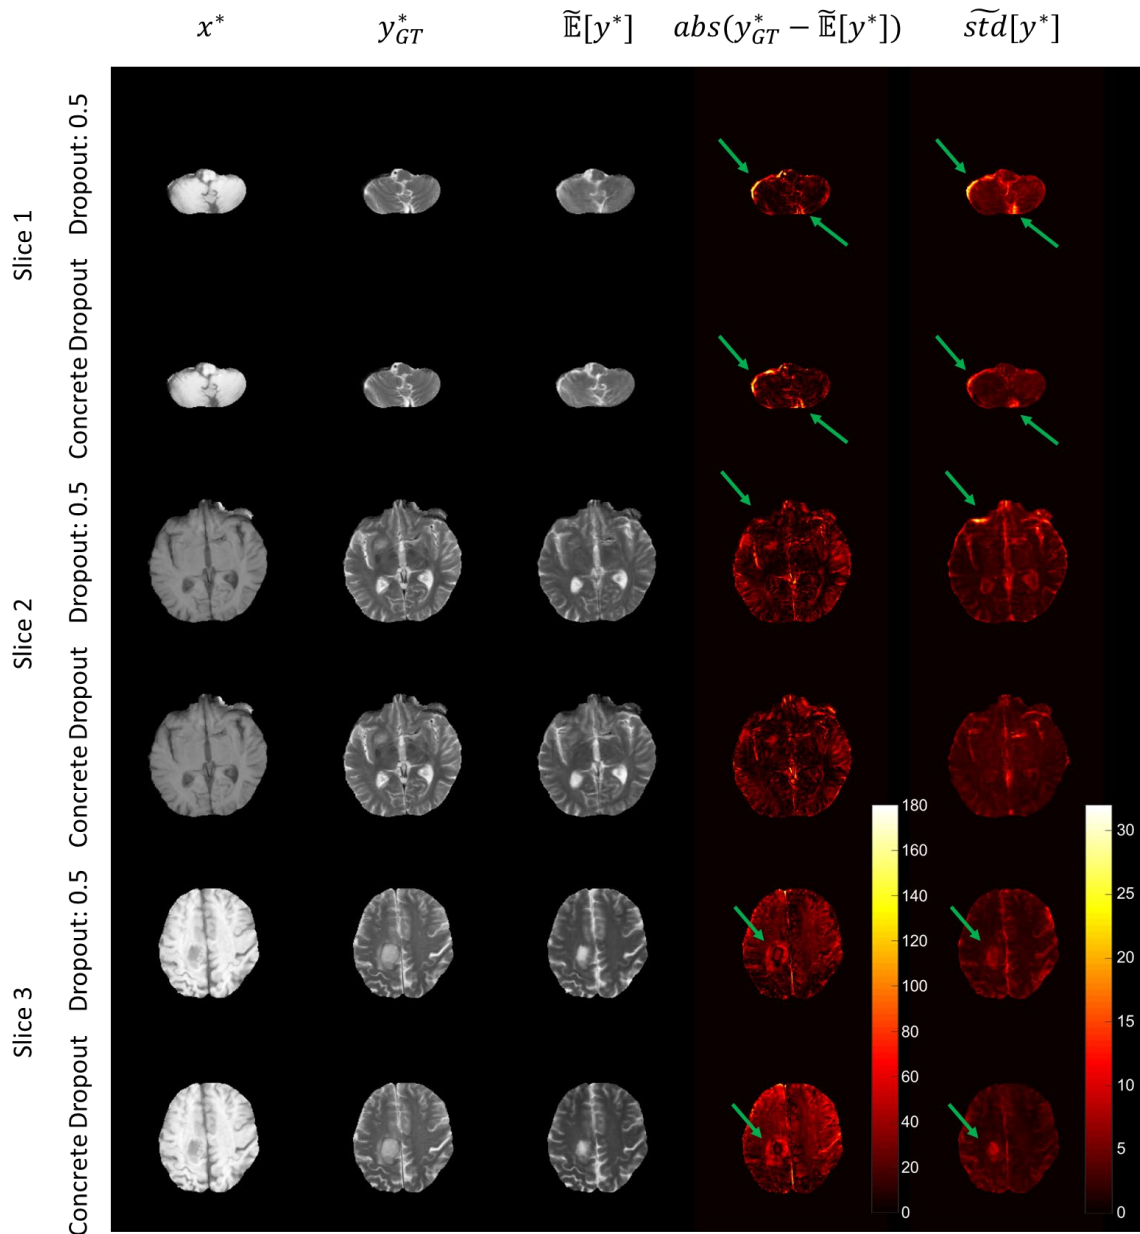 x* y*GT Ẽ[y*] abs(y*GT − Ẽ[y*]) s͠td[y*]
Slice 1
Dropout: 0.5
Concrete Dropout
Slice 2
Dropout: 0.5
Concrete Dropout
Slice 3
Dropout: 0.5
Concrete Dropout
180
160
140
120
100
80
60
40
20
0
30
25
20
15
10
5
0